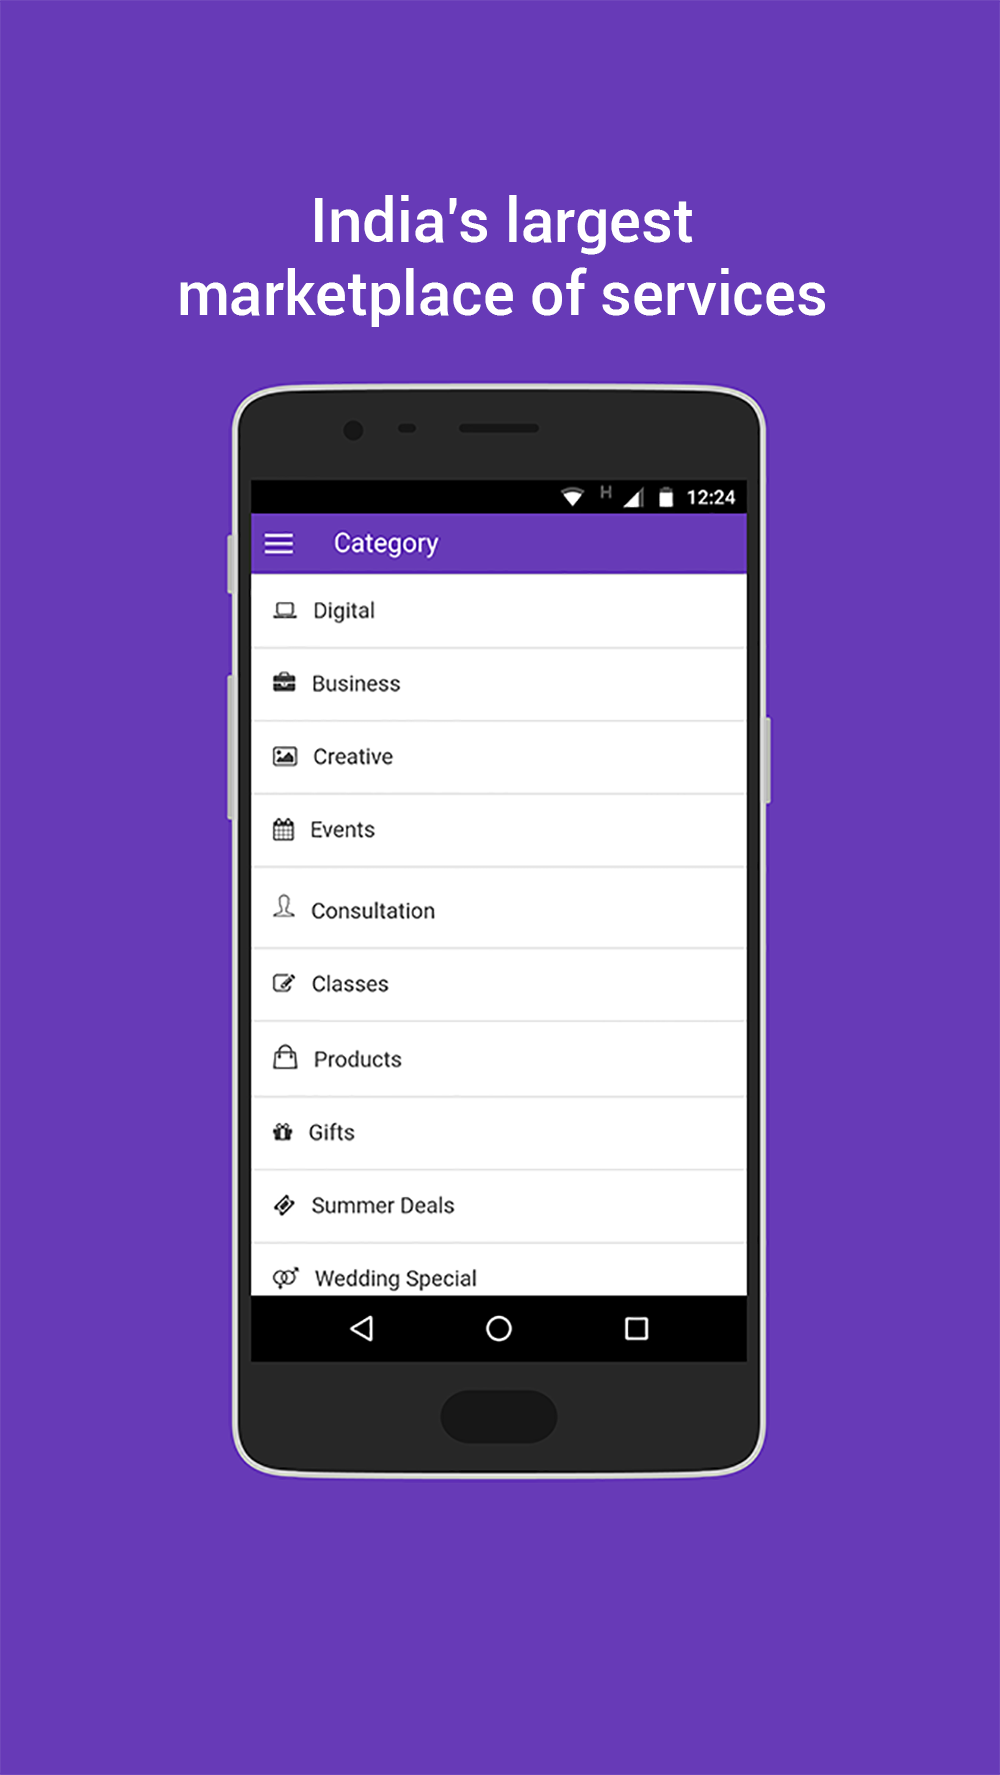 India's largest
marketplace of services
H 12:24
Category
Digital
Business
Creative
Events
Consultation
Classes
Products
Gifts
Summer Deals
Wedding Special